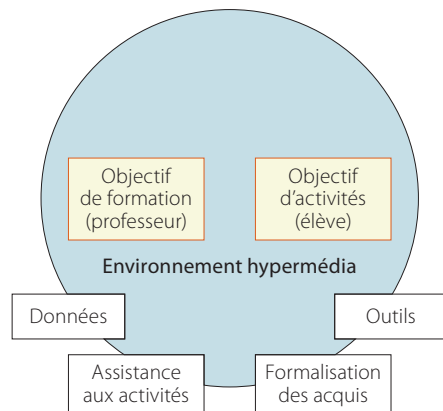 Objectif
de formation
(professeur)
Objectif
d'activités
(élève)
Environnement hypermédia
Données
Outils
Assistance
aux activités
Formalisation
des acquis